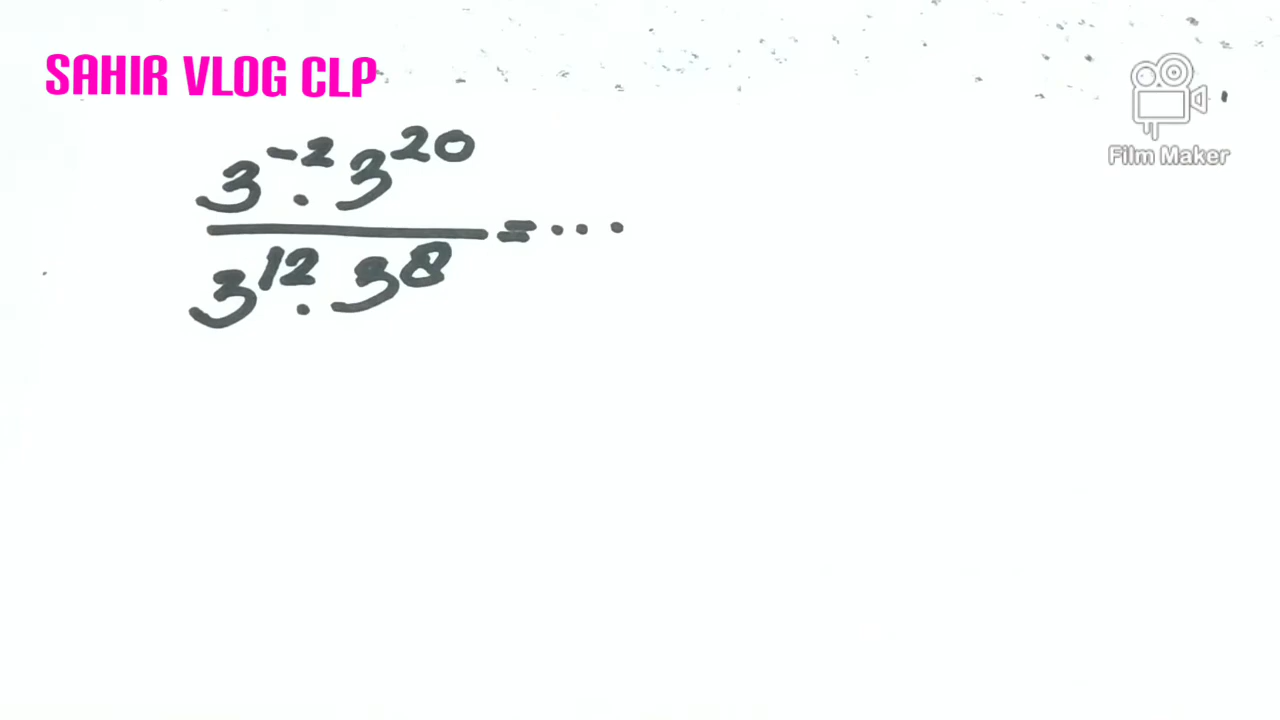 SAHIR VLOG CLP
Film Maker
3⁻² . 3²⁰
3¹² . 3⁸
= ...